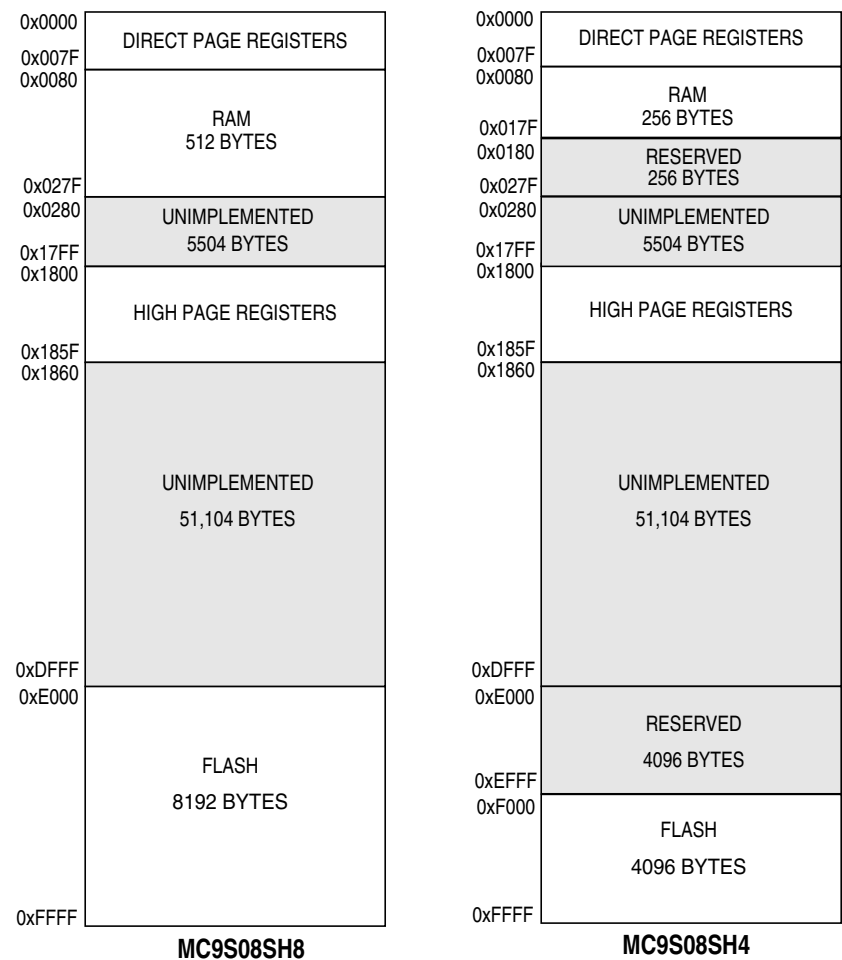 0x0000
DIRECT PAGE REGISTERS
0x007F
0x0080
RAM
512 BYTES
0x027F
0x0280
UNIMPLEMENTED
5504 BYTES
0x17FF
0x1800
HIGH PAGE REGISTERS
0x185F
0x1860
UNIMPLEMENTED
51,104 BYTES
0xDFFF
0xE000
FLASH
8192 BYTES
0xFFFF
MC9S08SH8
0x0000
DIRECT PAGE REGISTERS
0x007F
0x0080
RAM
256 BYTES
0x017F
0x0180
RESERVED
256 BYTES
0x027F
0x0280
UNIMPLEMENTED
5504 BYTES
0x17FF
0x1800
HIGH PAGE REGISTERS
0x185F
0x1860
UNIMPLEMENTED
51,104 BYTES
0xDFFF
0xE000
RESERVED
4096 BYTES
0xEFFF
0xF000
FLASH
4096 BYTES
0xFFFF
MC9S08SH4